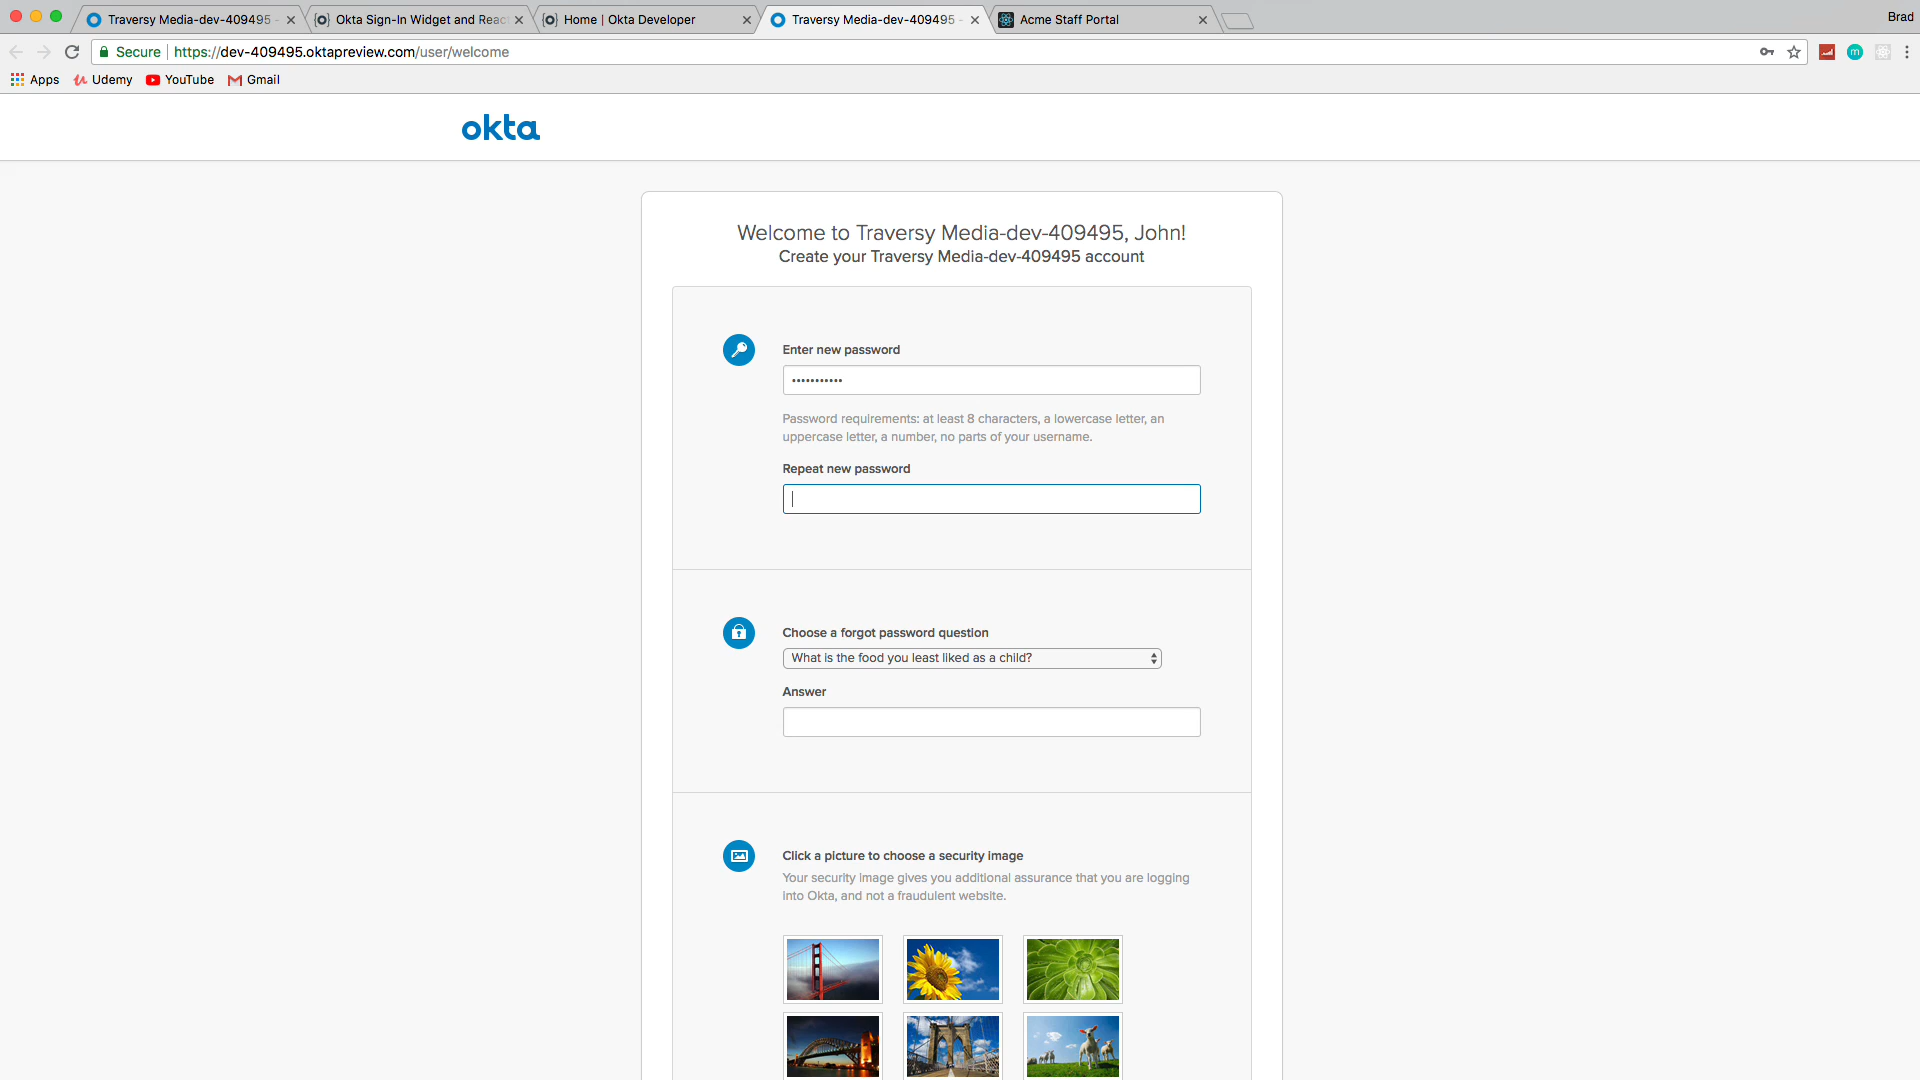 Traversy Media-dev-409495 -
Okta Sign-In Widget and Reac
Home | Okta Developer
Traversy Media-dev-409495 -
Acme Staff Portal
Brad
Secure
https://dev-409495.oktapreview.com/user/welcome
m
Apps
Udemy
YouTube
Gmail
okta
Welcome to Traversy Media-dev-409495, John!
Create your Traversy Media-dev-409495 account
Enter new password
•••••••••••
Password requirements: at least 8 characters, a lowercase letter, an
uppercase letter, a number, no parts of your username.
Repeat new password
Choose a forgot password question
What is the food you least liked as a child?
Answer
Click a picture to choose a security image
Your security image gives you additional assurance that you are logging
into Okta, and not a fraudulent website.